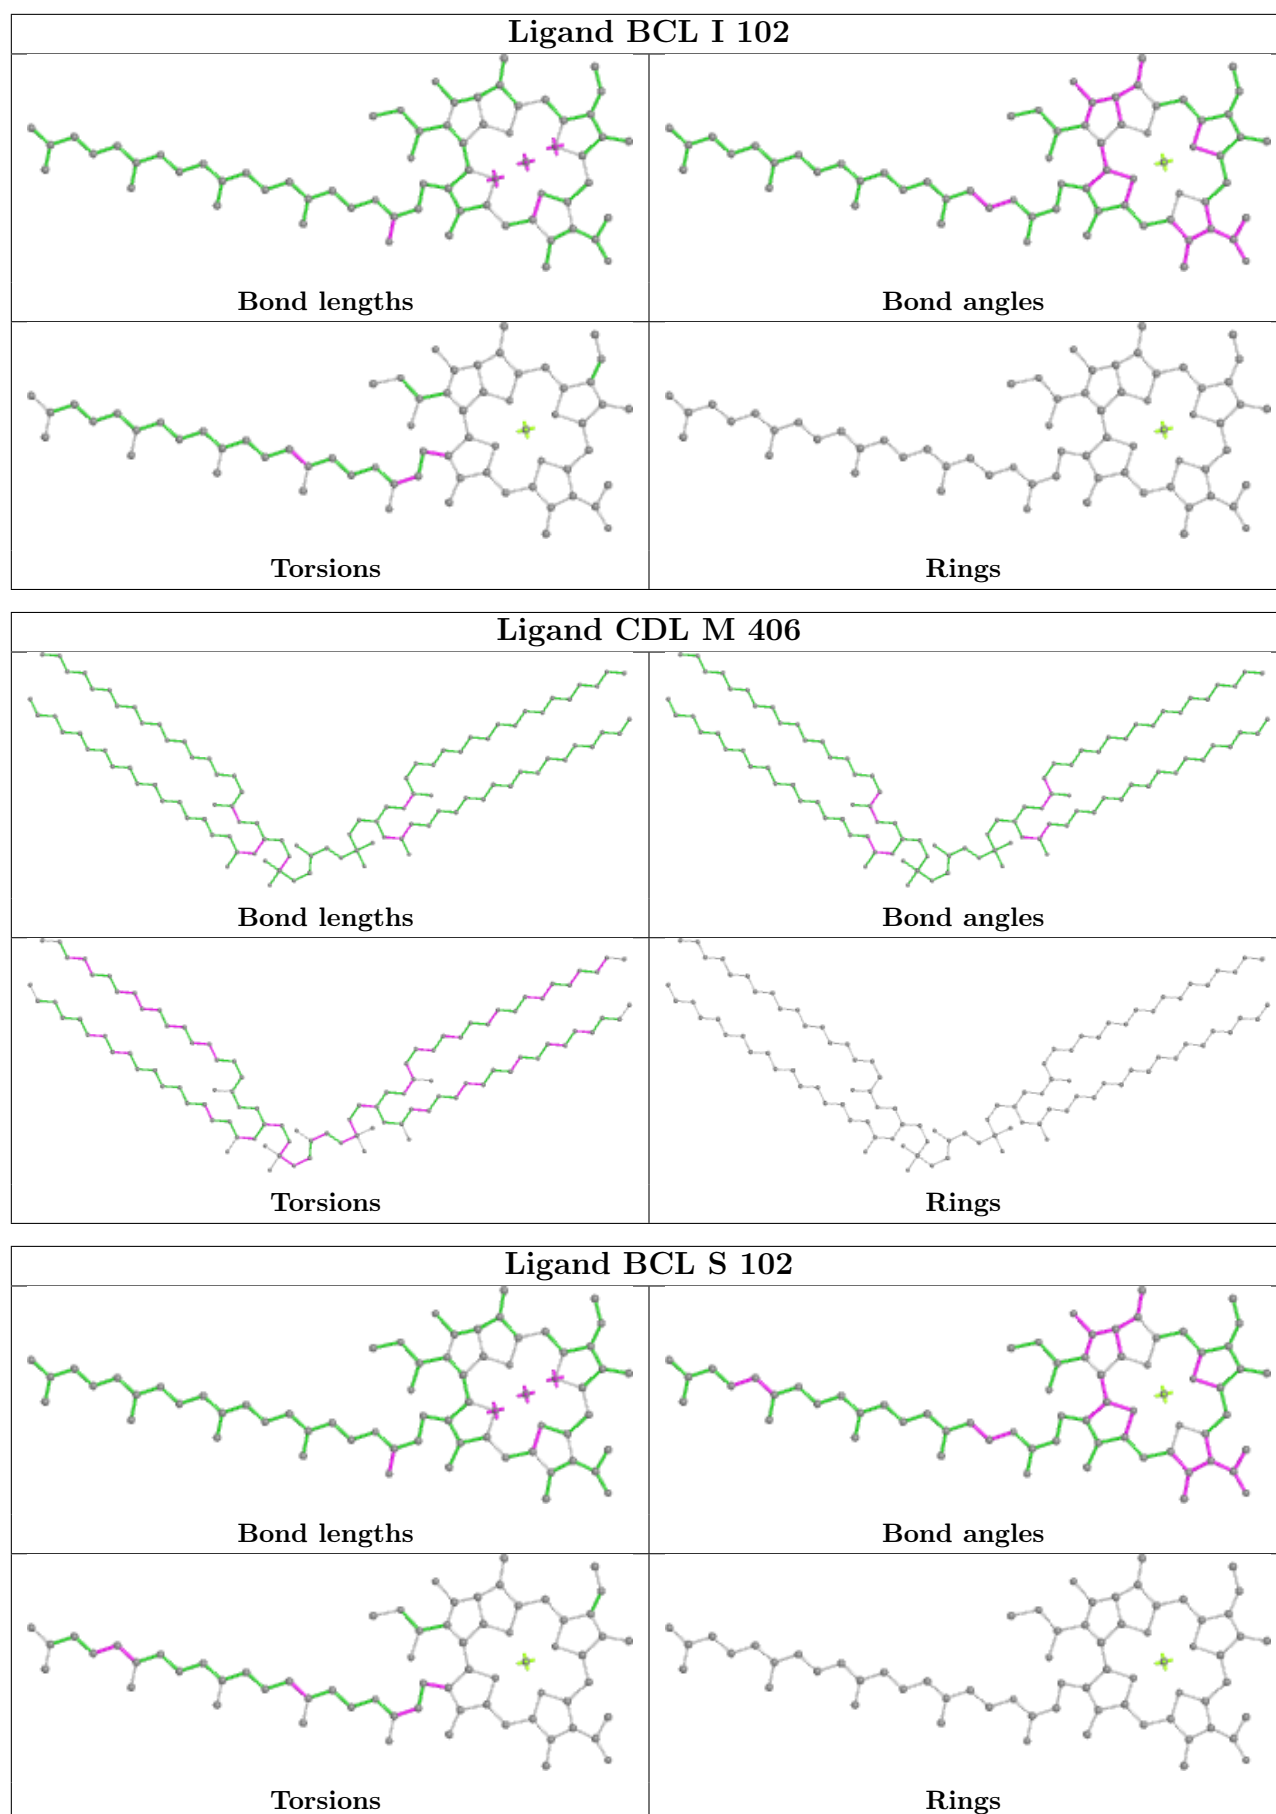 Ligand BCL I 102
Bond lengths
Bond angles
Torsions
Rings
Ligand CDL M 406
Bond lengths
Bond angles
Torsions
Rings
Ligand BCL S 102
Bond lengths
Bond angles
Torsions
Rings